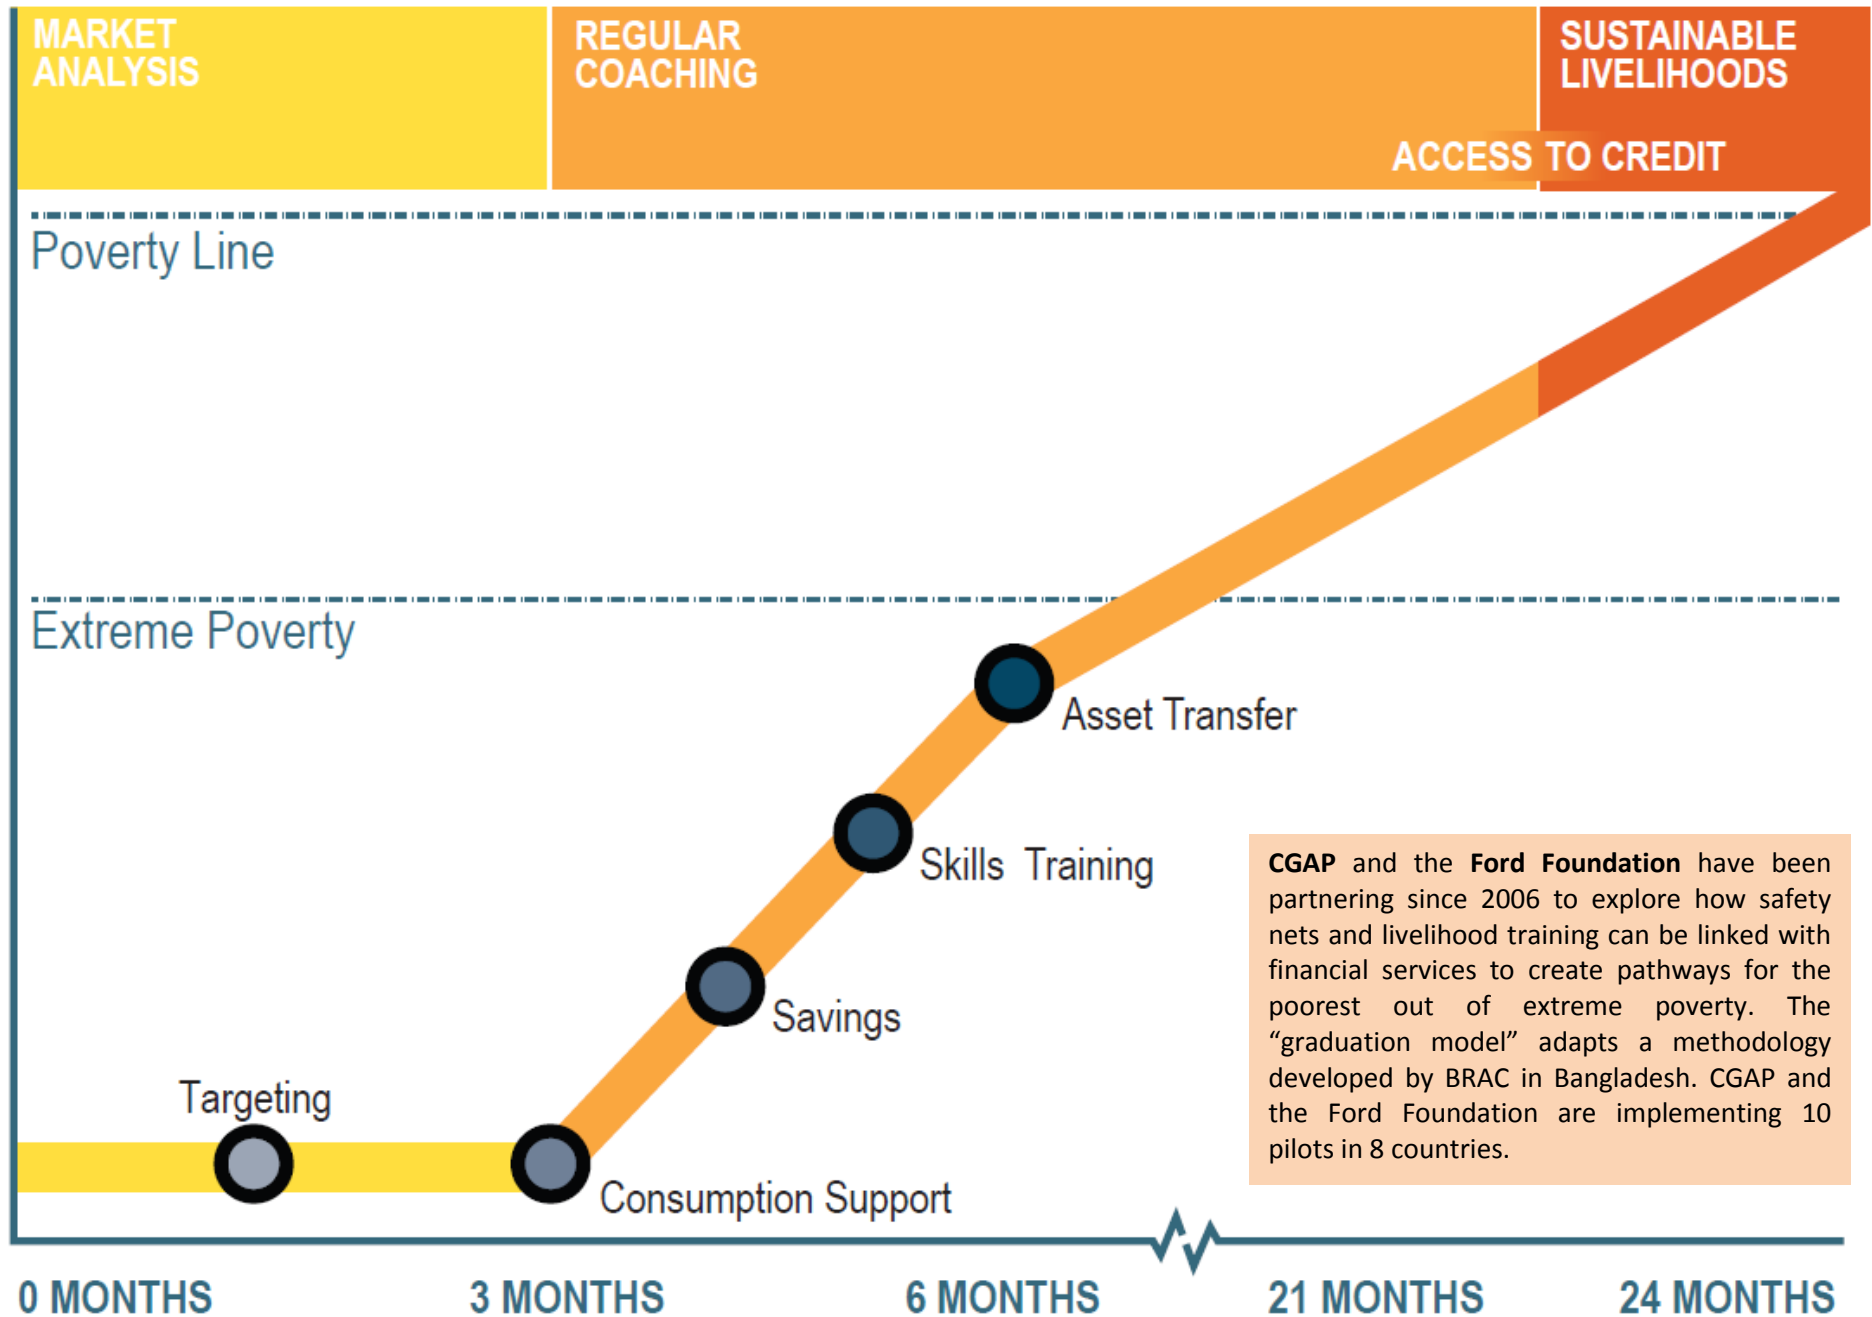 MARKET
ANALYSIS
REGULAR
COACHING
SUSTAINABLE
LIVELIHOODS
ACCESS TO CREDIT
Poverty Line
Extreme Poverty
Asset Transfer
Skills Training
Savings
Targeting
Consumption Support
CGAP and the Ford Foundation have been
partnering since 2006 to explore how safety
nets and livelihood training can be linked with
financial services to create pathways for the
poorest out of extreme poverty. The
“graduation model” adapts a methodology
developed by BRAC in Bangladesh. CGAP and
the Ford Foundation are implementing 10
pilots in 8 countries.
0 MONTHS
3 MONTHS
6 MONTHS
21 MONTHS
24 MONTHS